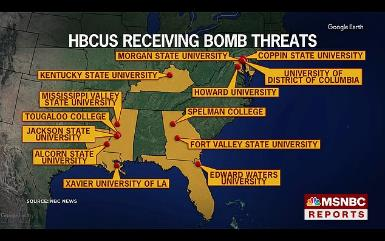 Google Earth
HBCUS RECEIVING BOMB THREATS
MORGAN STATE UNIVERSITY
COPPIN STATE UNIVERSITY
KENTUCKY STATE UNIVERSITY
UNIVERSITY OF
DISTRICT OF COLUMBIA
HOWARD UNIVERSITY
MISSISSIPPI VALLEY
STATE UNIVERSITY
TOUGALOO COLLEGE
SPELMAN COLLEGE
JACKSON STATE
UNIVERSITY
FORT VALLEY STATE UNIVERSITY
ALCORN STATE
UNIVERSITY
EDWARD WATERS
UNIVERSITY
XAVIER UNIVERSITY OF LA
SOURCE: NBC NEWS
MSNBC
REPORTS